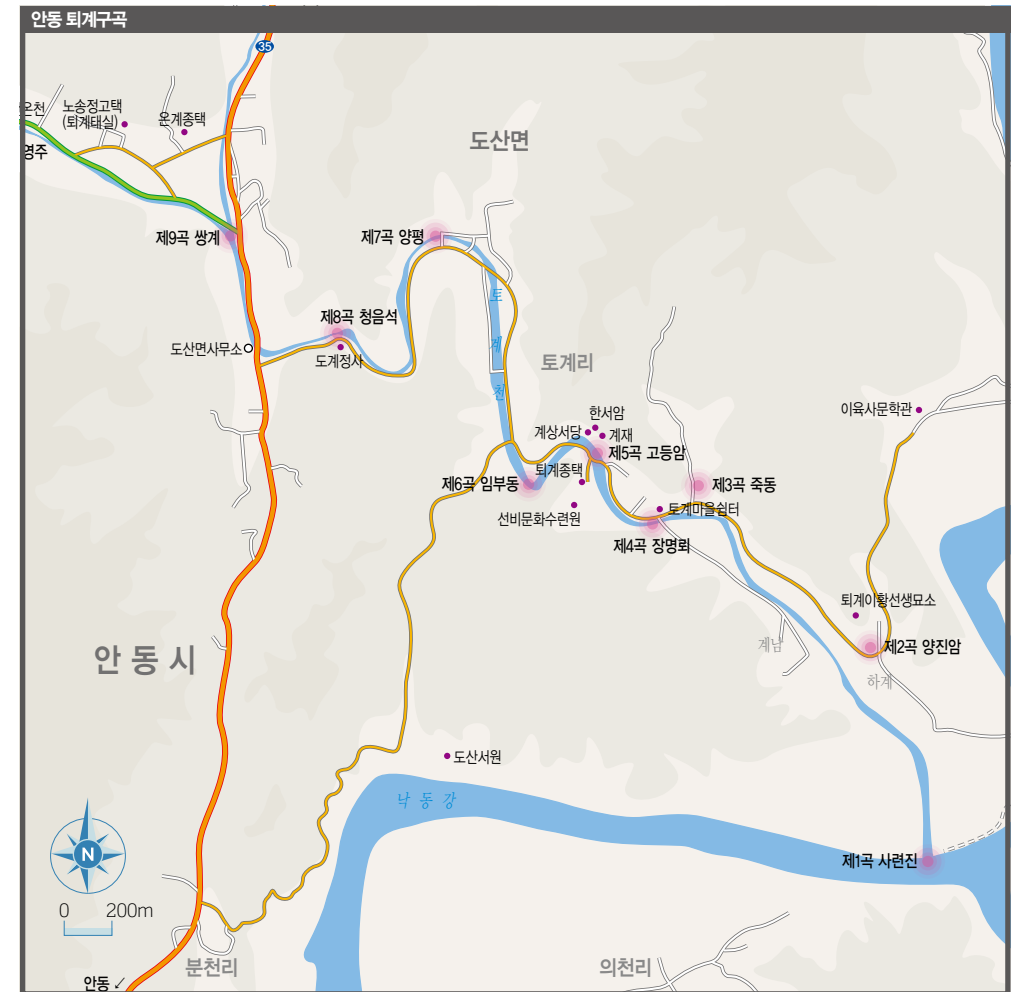 안동 퇴계구곡
35
온천
노송정고택
(퇴계태실)
온계종택
영주
도산면
제9곡 쌍계
제7곡 양평
토계천
제8곡 청음석
도산면사무소
도계정사
토계리
한서암
계상서당
계재
이육사문학관
제5곡 고등암
퇴계종택
제6곡 임부동
제3곡 죽동
선비문화수련원
토계마을쉼터
제4곡 장명뢰
퇴계이황선생묘소
계남
제2곡 양진암
안동시
하계
도산서원
낙동강
N
제1곡 사련진
0 200m
분천리
의천리
안동